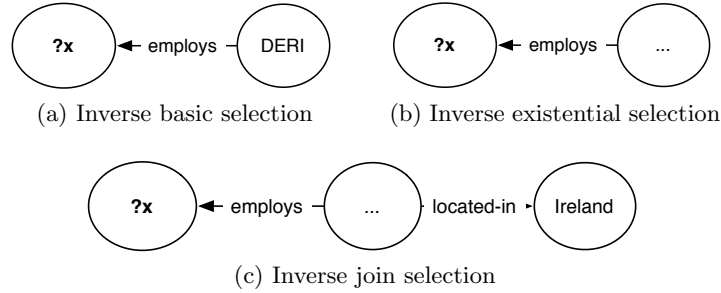 ?x employs DERI ?x employs ...
(a) Inverse basic selection (b) Inverse existential selection
?x employs ... located-in Ireland
(c) Inverse join selection